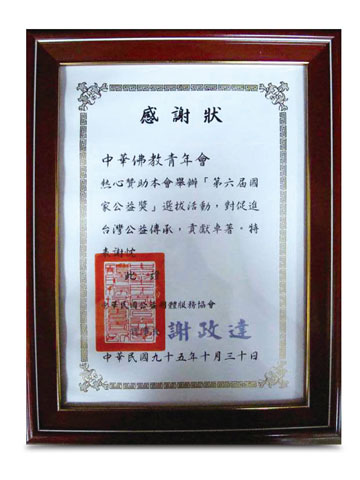 感謝狀
中華佛教青年會
熱心贊助本會舉辦「第六屆國
家公益獎」選拔活動，對促進
台灣公益傳承，貢獻卓著。特
表謝忱
此證
中華民國公益團體服務協會
理事長 謝政達
中華民國九十五年十月三十日